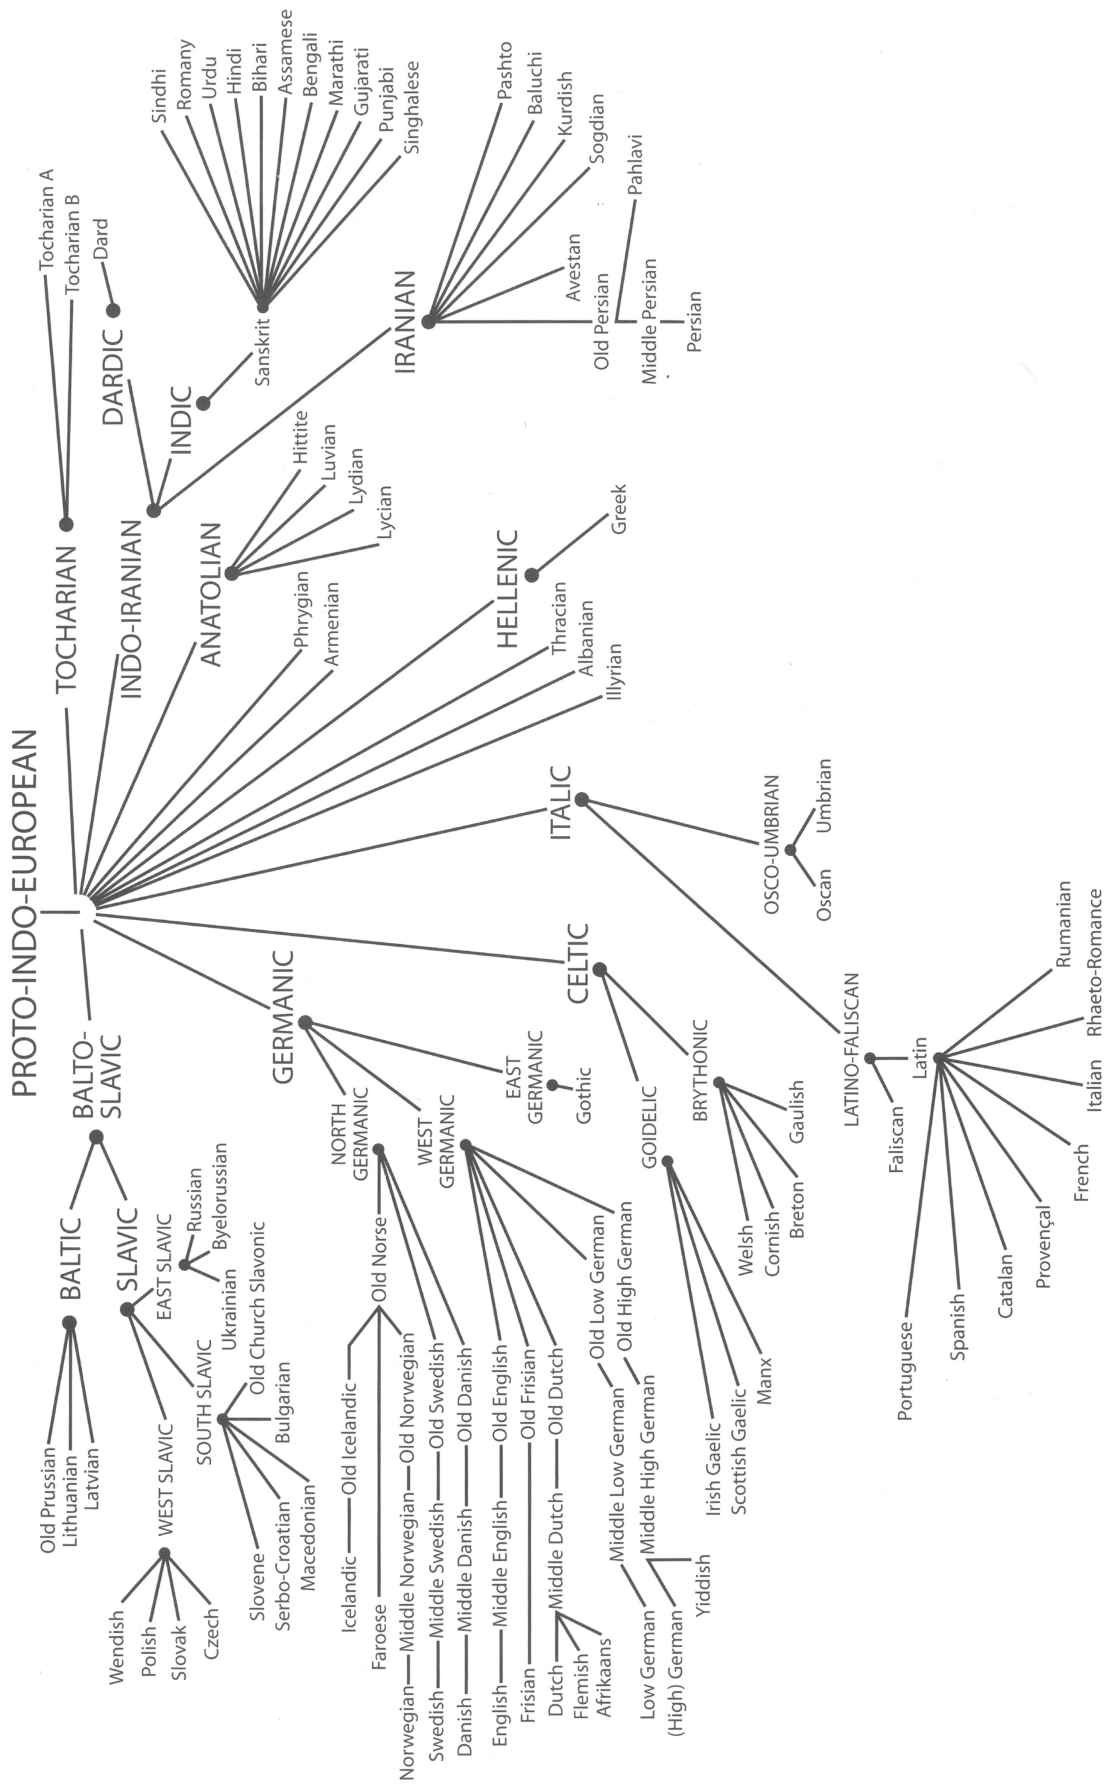 PROTO-INDO-EUROPEAN
BALTO-
SLAVIC
BALTIC
Old Prussian
Lithuanian
Latvian
SLAVIC
EAST SLAVIC
Russian
Byelorussian
Ukrainian
WEST SLAVIC
Wendish
Polish
Slovak
Czech
SOUTH SLAVIC
Old Church Slavonic
Bulgarian
Macedonian
Serbo-Croatian
Slovene
GERMANIC
NORTH
GERMANIC
Old Norse
Icelandic
Old Icelandic
Faroese
Norwegian
Middle Norwegian
Old Norwegian
Swedish
Middle Swedish
Old Swedish
Danish
Middle Danish
Old Danish
WEST
GERMANIC
English
Middle English
Old English
Frisian
Old Frisian
Dutch
Flemish
Afrikaans
Middle Dutch
Old Dutch
Low German
Middle Low German
Old Low German
(High) German
Yiddish
Middle High German
Old High German
EAST
GERMANIC
Gothic
CELTIC
GOIDELIC
Irish Gaelic
Scottish Gaelic
Manx
BRYTHONIC
Welsh
Cornish
Breton
Gaulish
ITALIC
LATINO-FALISCAN
Faliscan
Latin
Portuguese
Spanish
Catalan
Provençal
French
Italian
Rhaeto-Romance
Rumanian
OSCO-UMBRIAN
Oscan
Umbrian
Illyrian
Albanian
Thracian
HELLENIC
Greek
Armenian
Phrygian
ANATOLIAN
Lycian
Lydian
Luvian
Hittite
INDO-IRANIAN
DARDIC
Dard
INDIC
Sanskrit
Sindhi
Romany
Urdu
Hindi
Bihari
Assamese
Bengali
Marathi
Gujarati
Punjabi
Singhalese
IRANIAN
Pashto
Baluchi
Kurdish
Sogdian
Avestan
Old Persian
Pahlavi
Middle Persian
Persian
TOCHARIAN
Tocharian A
Tocharian B